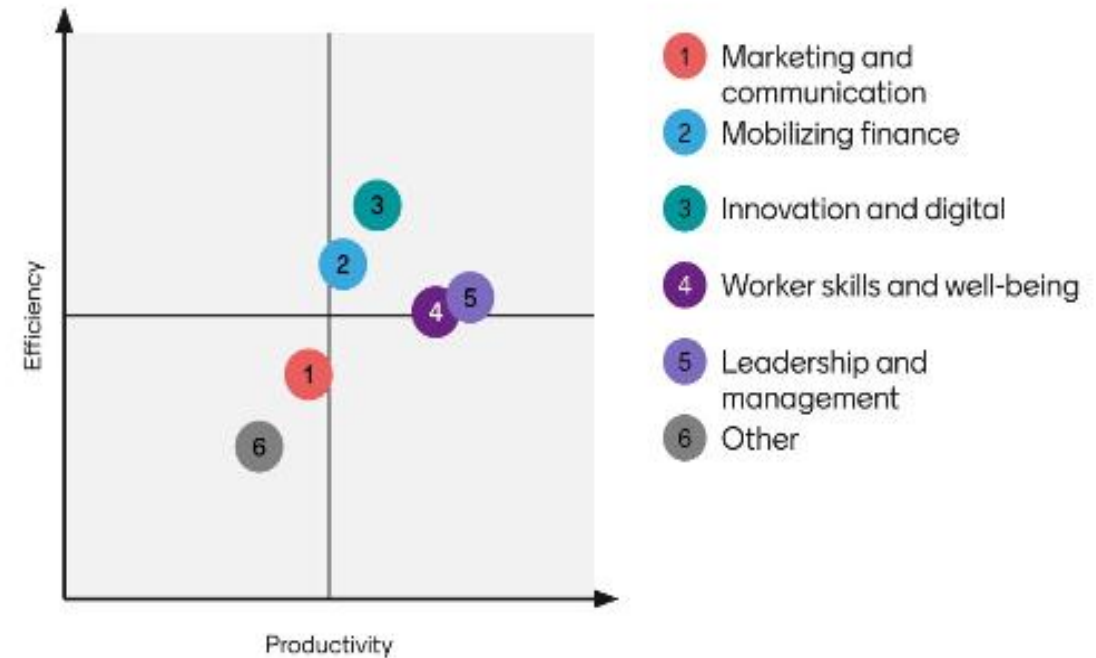 1 Marketing and
communication
2 Mobilizing finance
3 Innovation and digital
4 Worker skills and well-being
5 Leadership and
management
6 Other
3
2
5
4
1
6
Efficiency
Productivity